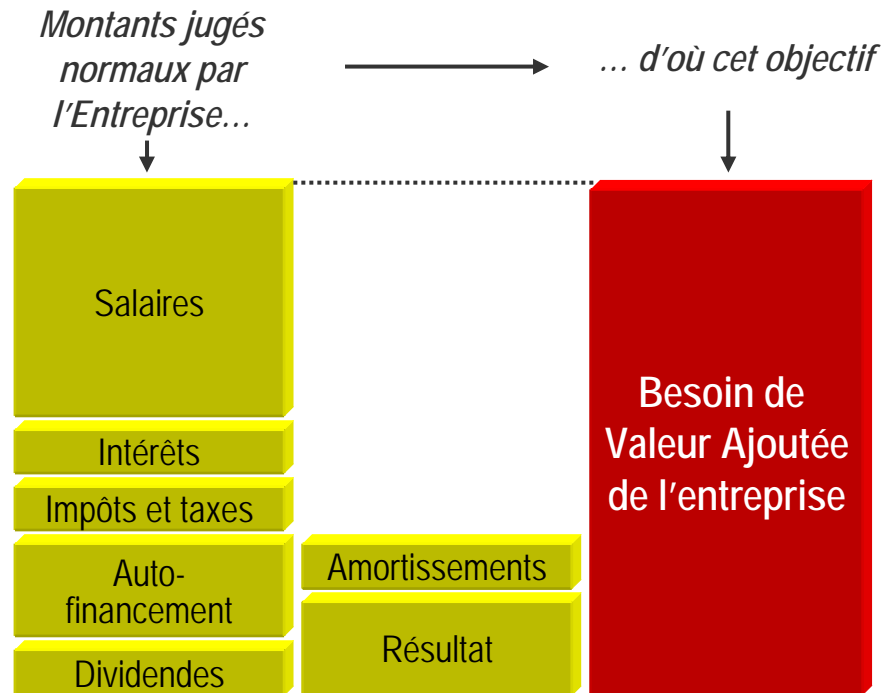 Montants jugés
normaux par
l'Entreprise...
... d'où cet objectif
Salaires
Intérêts
Impôts et taxes
Auto-
financement
Dividendes
Amortissements
Résultat
Besoin de
Valeur Ajoutée
de l'entreprise